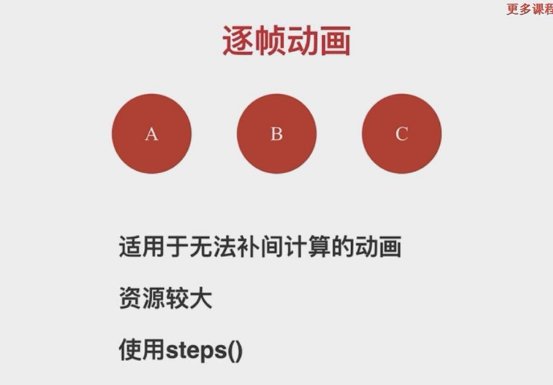 更多课程
逐帧动画
A B C
适用于无法补间计算的动画
资源较大
使用steps()